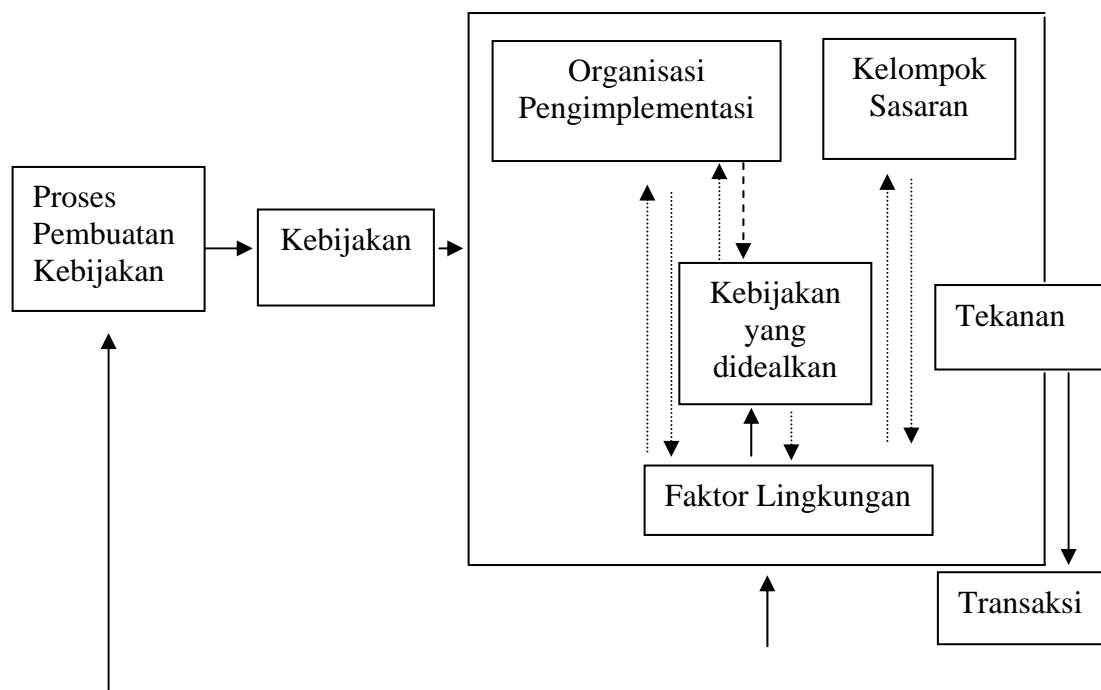 Proses
Pembuatan
Kebijakan
Kebijakan
Organisasi
Pengimplementasi
Kelompok
Sasaran
Kebijakan
yang
didealkan
Faktor Lingkungan
Tekanan
Transaksi